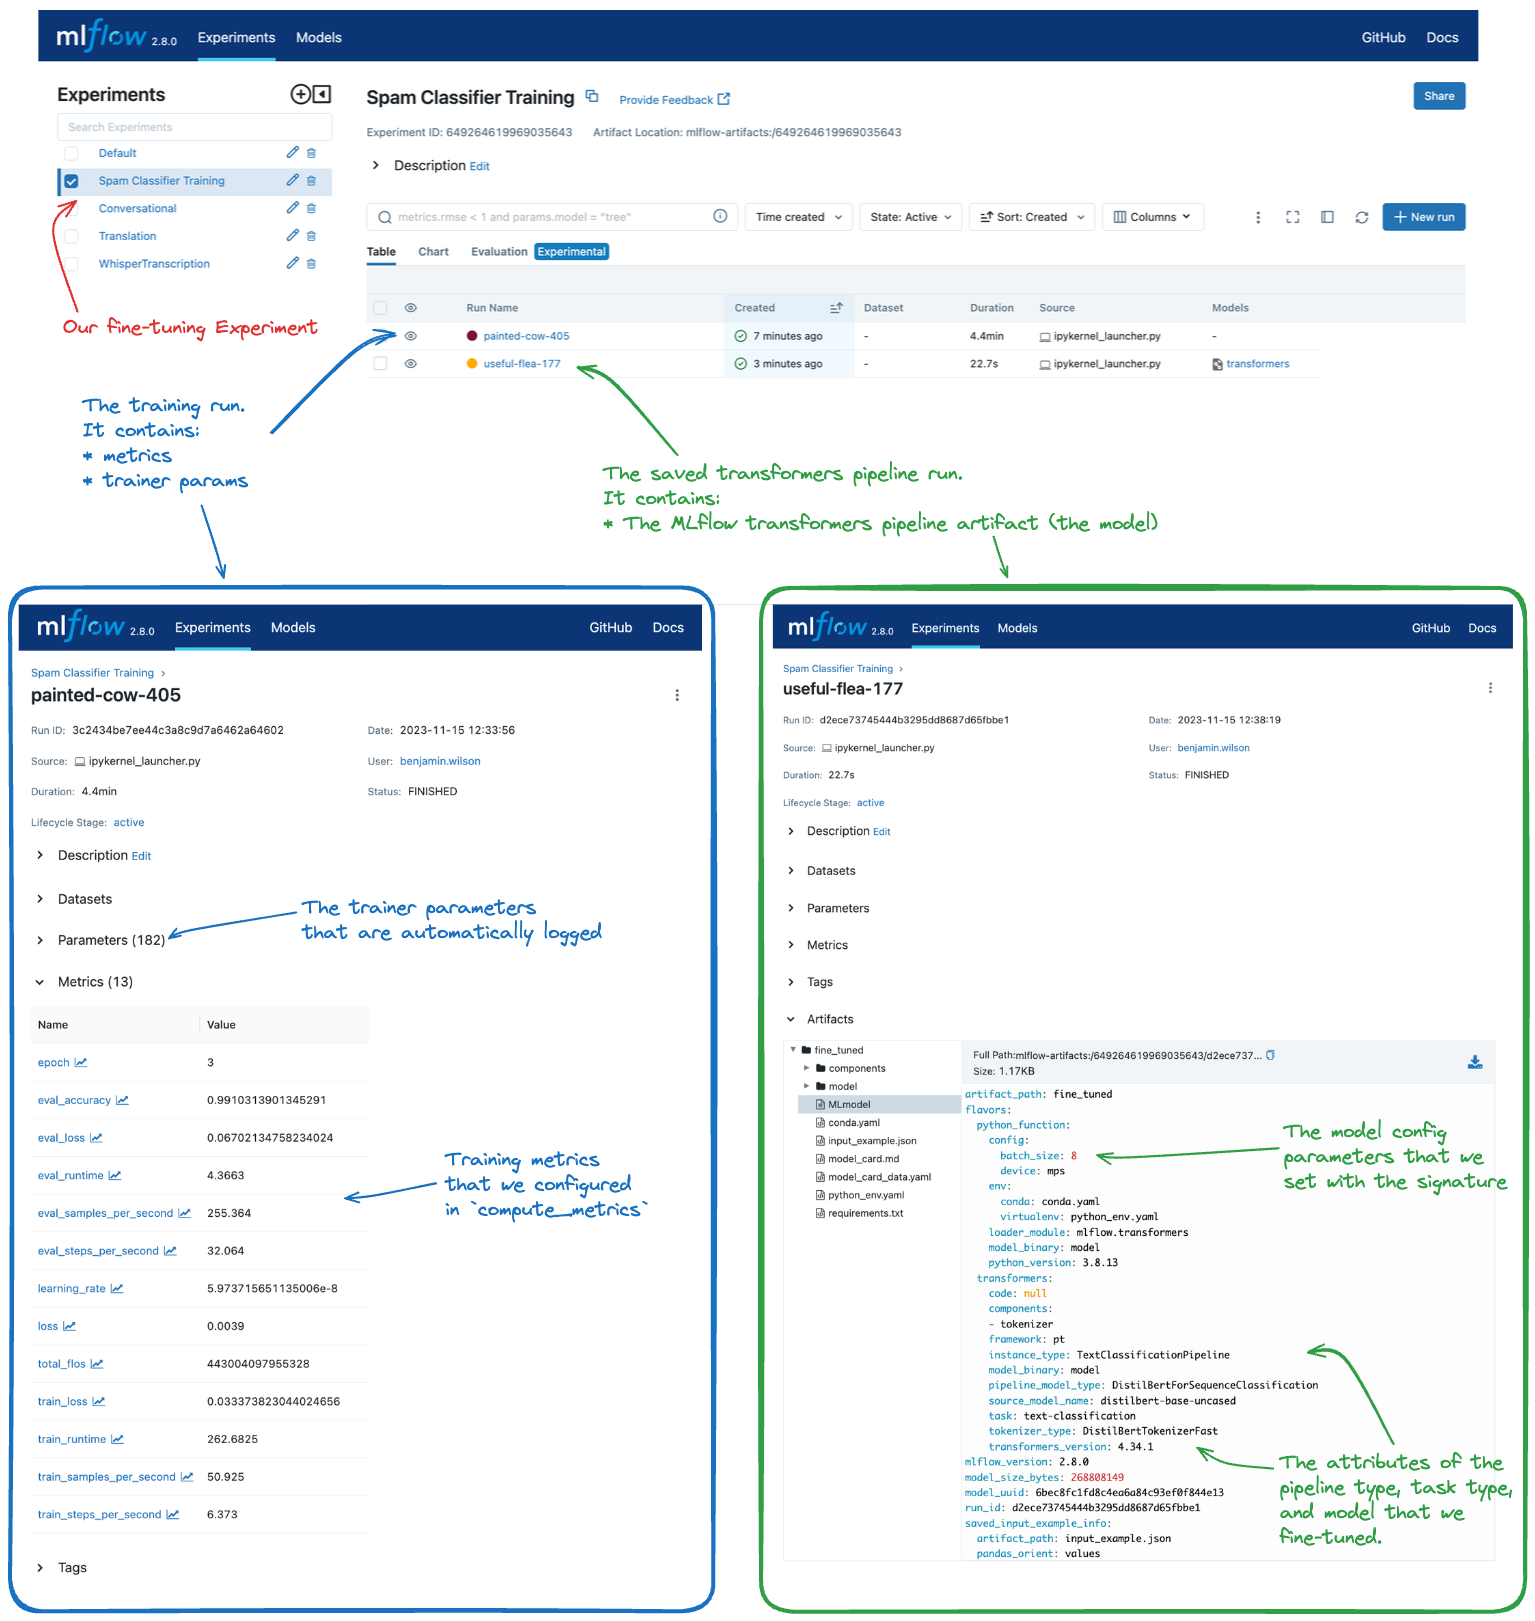 mlflow 2.8.0 Experiments Models GitHub Docs
Experiments
Search Experiments
Default
Spam Classifier Training
Conversational
Translation
WhisperTranscription
Our fine-tuning Experiment
Spam Classifier Training Provide Feedback Share
Experiment ID: 649264619969035643 Artifact Location: mlflow-artifacts:/649264619969035643
Description Edit
metrics.rmse < 1 and params.model = "tree" Time created State: Active Sort: Created Columns + New run
Table Chart Evaluation Experimental
Run Name Created Dataset Duration Source Models
painted-cow-405 7 minutes ago - 4.4min ipykernel_launcher.py -
useful-flea-177 3 minutes ago - 22.7s ipykernel_launcher.py transformers
The training run.
It contains:
* metrics
* trainer params
The saved transformers pipeline run.
It contains:
* The MLflow transformers pipeline artifact (the model)
mlflow 2.8.0 Experiments Models GitHub Docs
Spam Classifier Training >
painted-cow-405
Run ID: 3c2434be7ee44c3a8c9d7a6462a64602 Date: 2023-11-15 12:33:56
Source: ipykernel_launcher.py User: benjamin.wilson
Duration: 4.4min Status: FINISHED
Lifecycle Stage: active
Description Edit
Datasets
Parameters (182)
The trainer parameters
that are automatically logged
Metrics (13)
Name Value
epoch 3
eval_accuracy 0.9910313901345291
eval_loss 0.06702134758234024
eval_runtime 4.3663
eval_samples_per_second 255.364
eval_steps_per_second 32.064
learning_rate 5.973715651135006e-8
loss 0.0039
total_flos 443004097955328
train_loss 0.033373823044024656
train_runtime 262.6825
train_samples_per_second 50.925
train_steps_per_second 6.373
Training metrics
that we configured
in `compute_metrics`
Tags
mlflow 2.8.0 Experiments Models GitHub Docs
Spam Classifier Training >
useful-flea-177
Run ID: d2ece73745444b3295dd8687d65fbbe1 Date: 2023-11-15 12:38:19
Source: ipykernel_launcher.py User: benjamin.wilson
Duration: 22.7s Status: FINISHED
Lifecycle Stage: active
Description Edit
Datasets
Parameters
Metrics
Tags
Artifacts
fine_tuned
components
model
MLmodel
conda.yaml
input_example.json
model_card.md
model_card_data.yaml
python_env.yaml
requirements.txt
Full Path:mlflow-artifacts:/649264619969035643/d2ece737...
Size: 1.17KB
artifact_path: fine_tuned
flavors:
python_function:
config:
batch_size: 8
device: mps
env:
conda: conda.yaml
virtualenv: python_env.yaml
loader_module: mlflow.transformers
model_binary: model
python_version: 3.8.13
transformers:
code: null
components:
- tokenizer
framework: pt
instance_type: TextClassificationPipeline
model_binary: model
pipeline_model_type: DistilBertForSequenceClassification
source_model_name: distilbert-base-uncased
task: text-classification
tokenizer_type: DistilBertTokenizerFast
transformers_version: 4.34.1
mlflow_version: 2.8.0
model_size_bytes: 268808149
model_uuid: 6bec8fc1fd8c4ea6a84c93ef0f844e13
run_id: d2ece73745444b3295dd8687d65fbbe1
saved_input_example_info:
artifact_path: input_example.json
pandas_orient: values
The model config
parameters that we
set with the signature
The attributes of the
pipeline type, task type,
and model that we
fine-tuned.